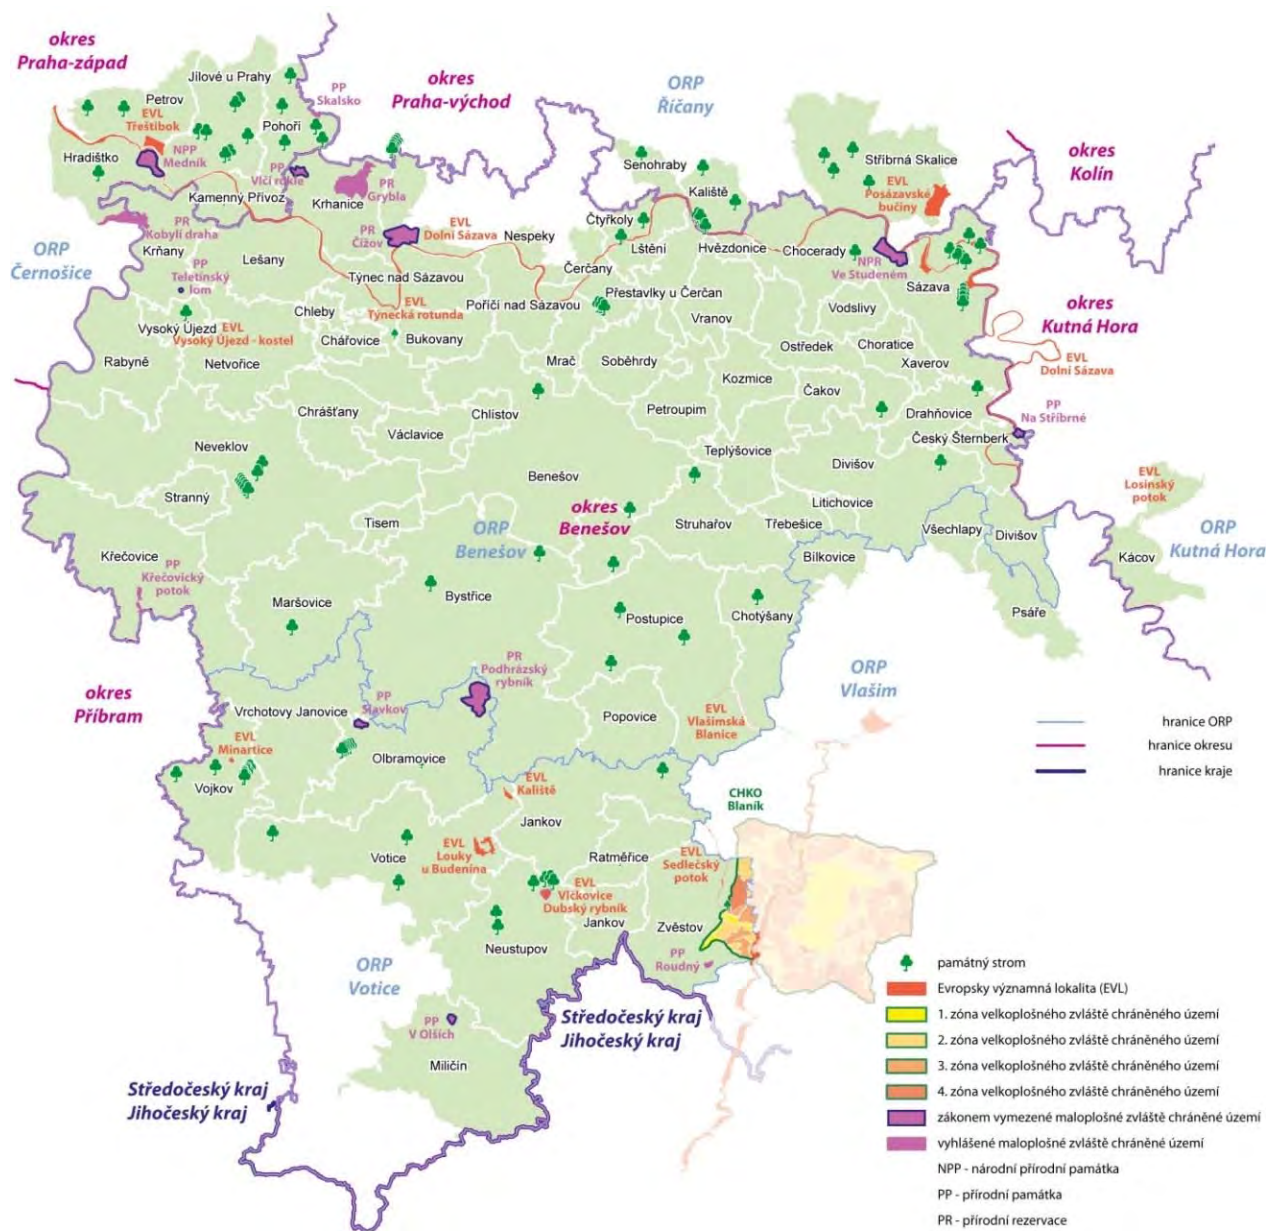 okres
Praha-západ
Jílové u Prahy
PP
Skalsko
okres
Praha-východ
ORP
Říčany
Petrov
EVL
Třeštibok
Pohoří
NPP
Medník
Hradištko
PP
Vlčí rokle
PR
Grybla
Krhanice
Kamenný Přívoz
Senohraby
Kaliště
Stříbrná Skalice
EVL
Posázavské
bučiny
okres
Kolín
PR
Kobylí draha
PR
Čížov
EVL
Dolní Sázava
Nespeky
Čtyřkoly
Lštění
Hvězdonice
Chocerady
NPR
Ve Studeném
ORP
Černošice
Krňany
Lešany
PP
Teletínský
lom
Týnec nad Sázavou
Čerčany
Sázava
EVL
Týnecká rotunda
Poříčí nad Sázavou
Přestavlky u Čerčan
Vranov
Vodslivy
okres
Kutná Hora
Vysoký Újezd
EVL
Vysoký Újezd - kostel
Chleby
Chářovice
Bukovany
Ostředek
Choratice
Xaverov
EVL
Dolní Sázava
Rabyně
Netvořice
Mrač
Soběhrdy
Kozmice
Čakov
Chrášťany
Chlístov
Petroupim
Drahňovice
PP
Na Stříbrné
Václavice
Neveklov
Teplýšovice
Český Šternberk
Benešov
Divišov
Stranný
okres
Benešov
Litichovice
EVL
Losinský
potok
Tisem
ORP
Benešov
Struhařov
Třebešice
Všechlapy
Divišov
ORP
Kutná Hora
Křečovice
Bílkovice
Kácov
PP
Křečovický
potok
Maršovice
Bystřice
Postupice
Chotýšany
Psáře
PR
Podhrázský
rybník
ORP
Vlašim
okres
Příbram
Vrchotovy Janovice
PP
Slavkov
Popovice
EVL
Vlašimská
Blanice
hranice ORP
hranice okresu
hranice kraje
EVL
Minartice
Olbramovice
Vojkov
EVL
Kaliště
CHKO
Blaník
Jankov
Votice
EVL
Louky
u Budenína
Ratměřice
EVL
Sedlečský
potok
EVL
Vlčkovice
Dubský rybník
Jankov
Zvěstov
Neustupov
PP
Roudný
ORP
Votice
PP
V Olších
Středočeský kraj
Jihočeský kraj
Miličín
Středočeský kraj
Jihočeský kraj
památný strom
Evropsky významná lokalita (EVL)
1. zóna velkoplošného zvláště chráněného území
2. zóna velkoplošného zvláště chráněného území
3. zóna velkoplošného zvláště chráněného území
4. zóna velkoplošného zvláště chráněného území
zákonem vymezené maloplošné zvláště chráněné území
vyhlášené maloplošné zvláště chráněné území
NPP - národní přírodní památka
PP - přírodní památka
PR - přírodní rezervace